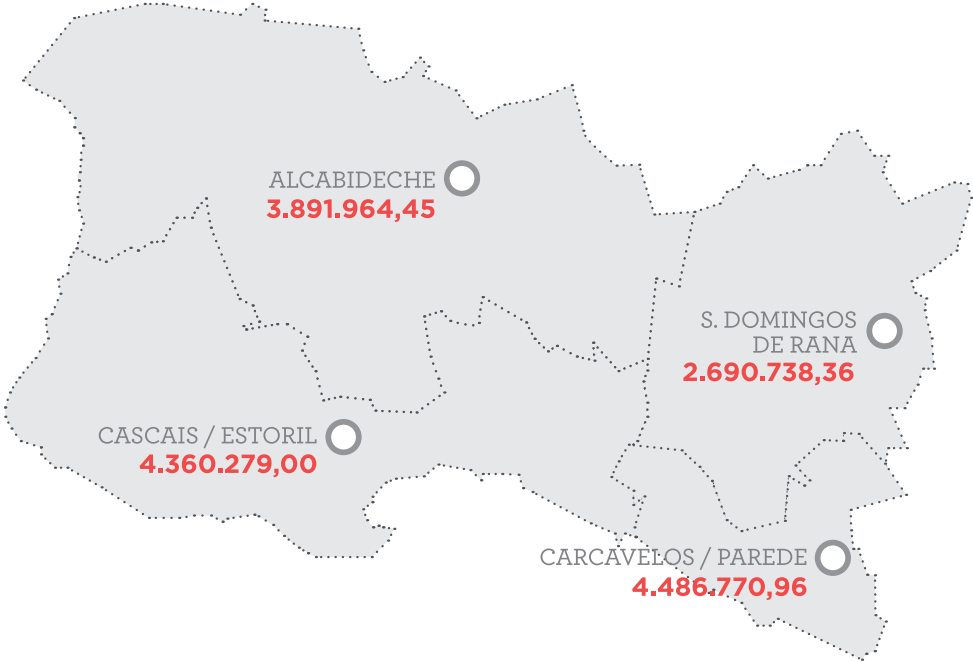 ALCABIDECHE
3.891.964,45
S. DOMINGOS
DE RANA
2.690.738,36
CASCAIS / ESTORIL
4.360.279,00
CARCAVELOS / PAREDE
4.486.770,96